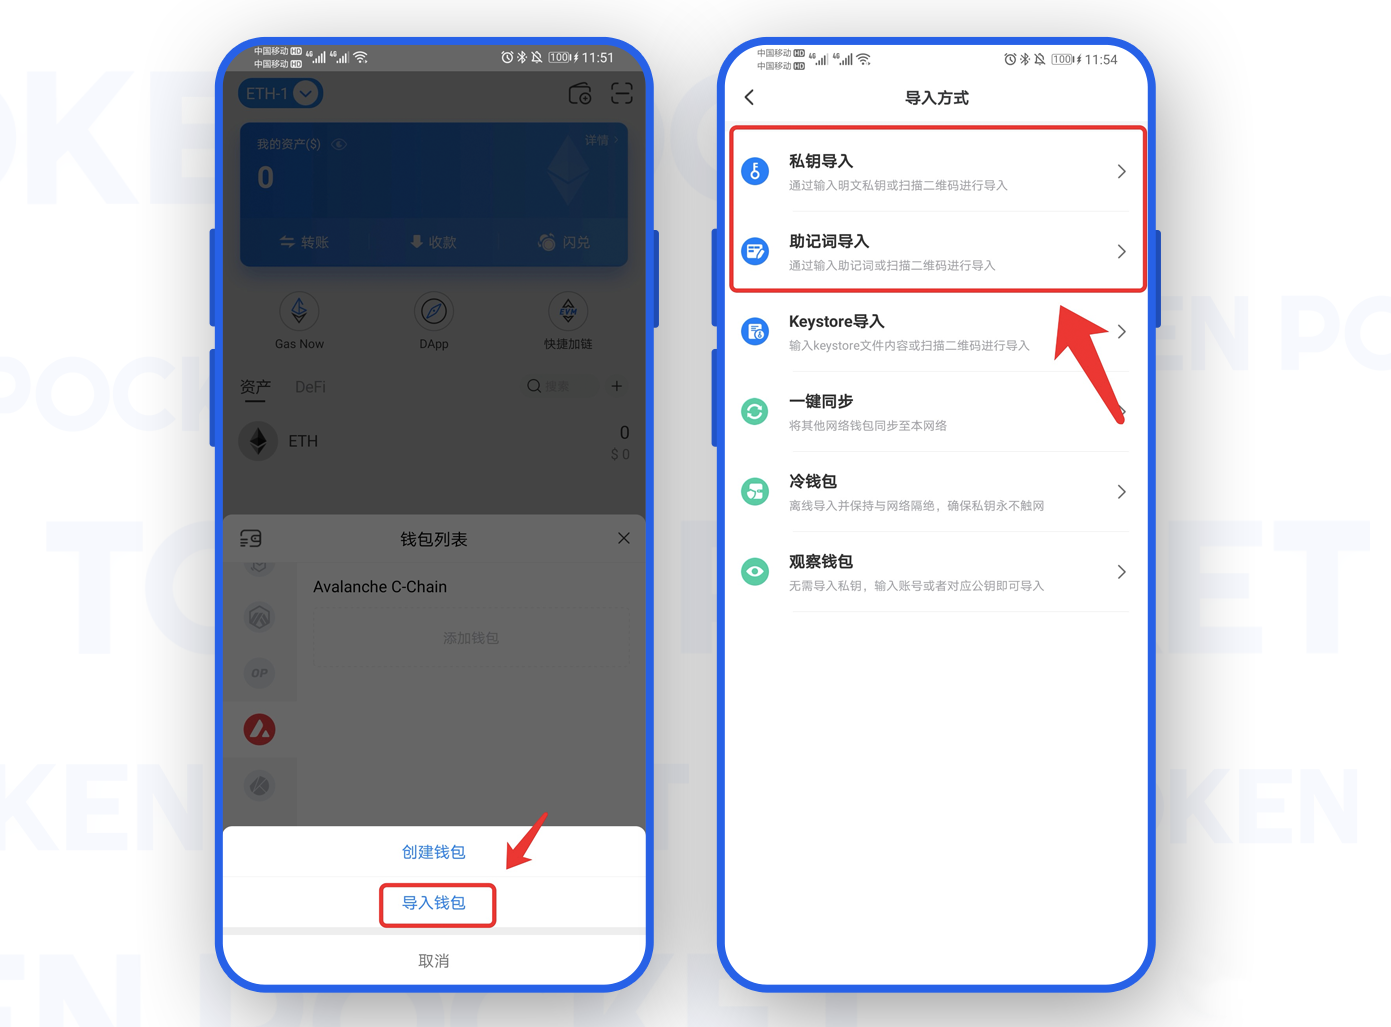 中国移动 HD
中国移动 HD
4G 4G
100 11:51
ETH-1
我的资产($)
详情
0
转账
收款
闪兑
EVM
Gas Now
DApp
快捷加链
资产
DeFi
搜索
ETH
0
$ 0
钱包列表
Avalanche C-Chain
添加钱包
OP
创建钱包
导入钱包
取消
中国移动 HD
中国移动 HD
4G 4G
100 11:54
导入方式
私钥导入
通过输入明文私钥或扫描二维码进行导入
助记词导入
通过输入助记词或扫描二维码进行导入
Keystore导入
输入keystore文件内容或扫描二维码进行导入
一键同步
将其他网络钱包同步至本网络
冷钱包
离线导入并保持与网络隔绝，确保私钥永不触网
观察钱包
无需导入私钥，输入账号或者对应公钥即可导入